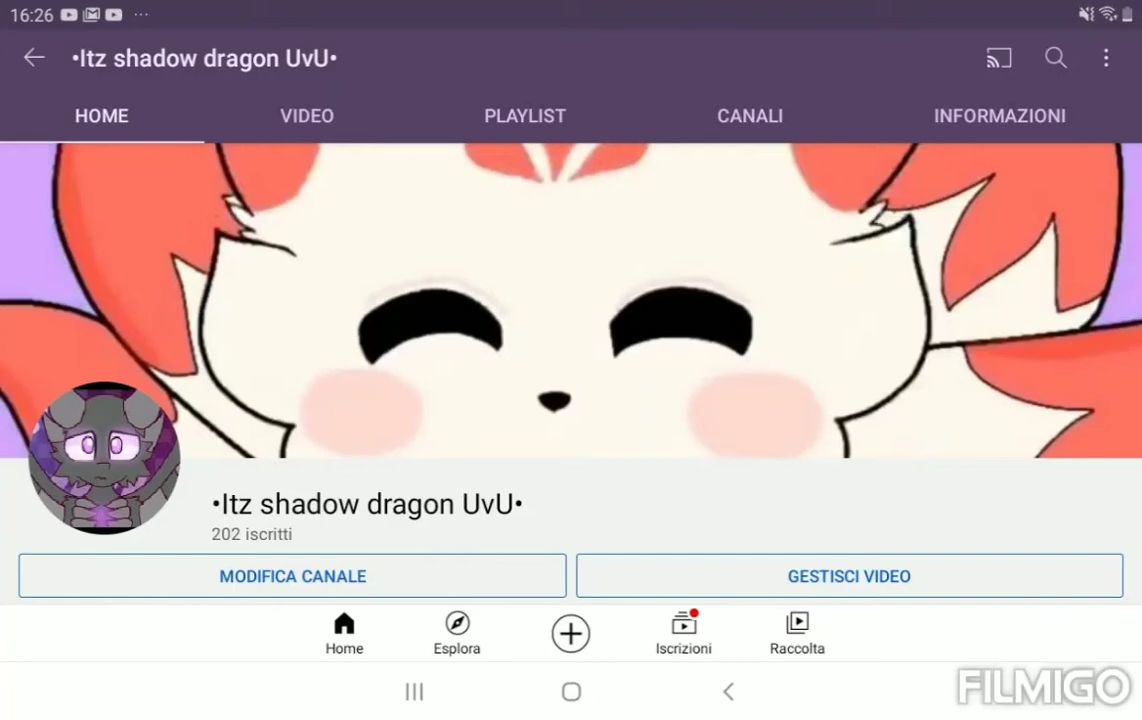 16:26
•Itz shadow dragon UvU•
HOME VIDEO PLAYLIST CANALI INFORMAZIONI
•Itz shadow dragon UvU•
202 iscritti
MODIFICA CANALE GESTISCI VIDEO
Home Esplora Iscrizioni Raccolta
FILMIGO